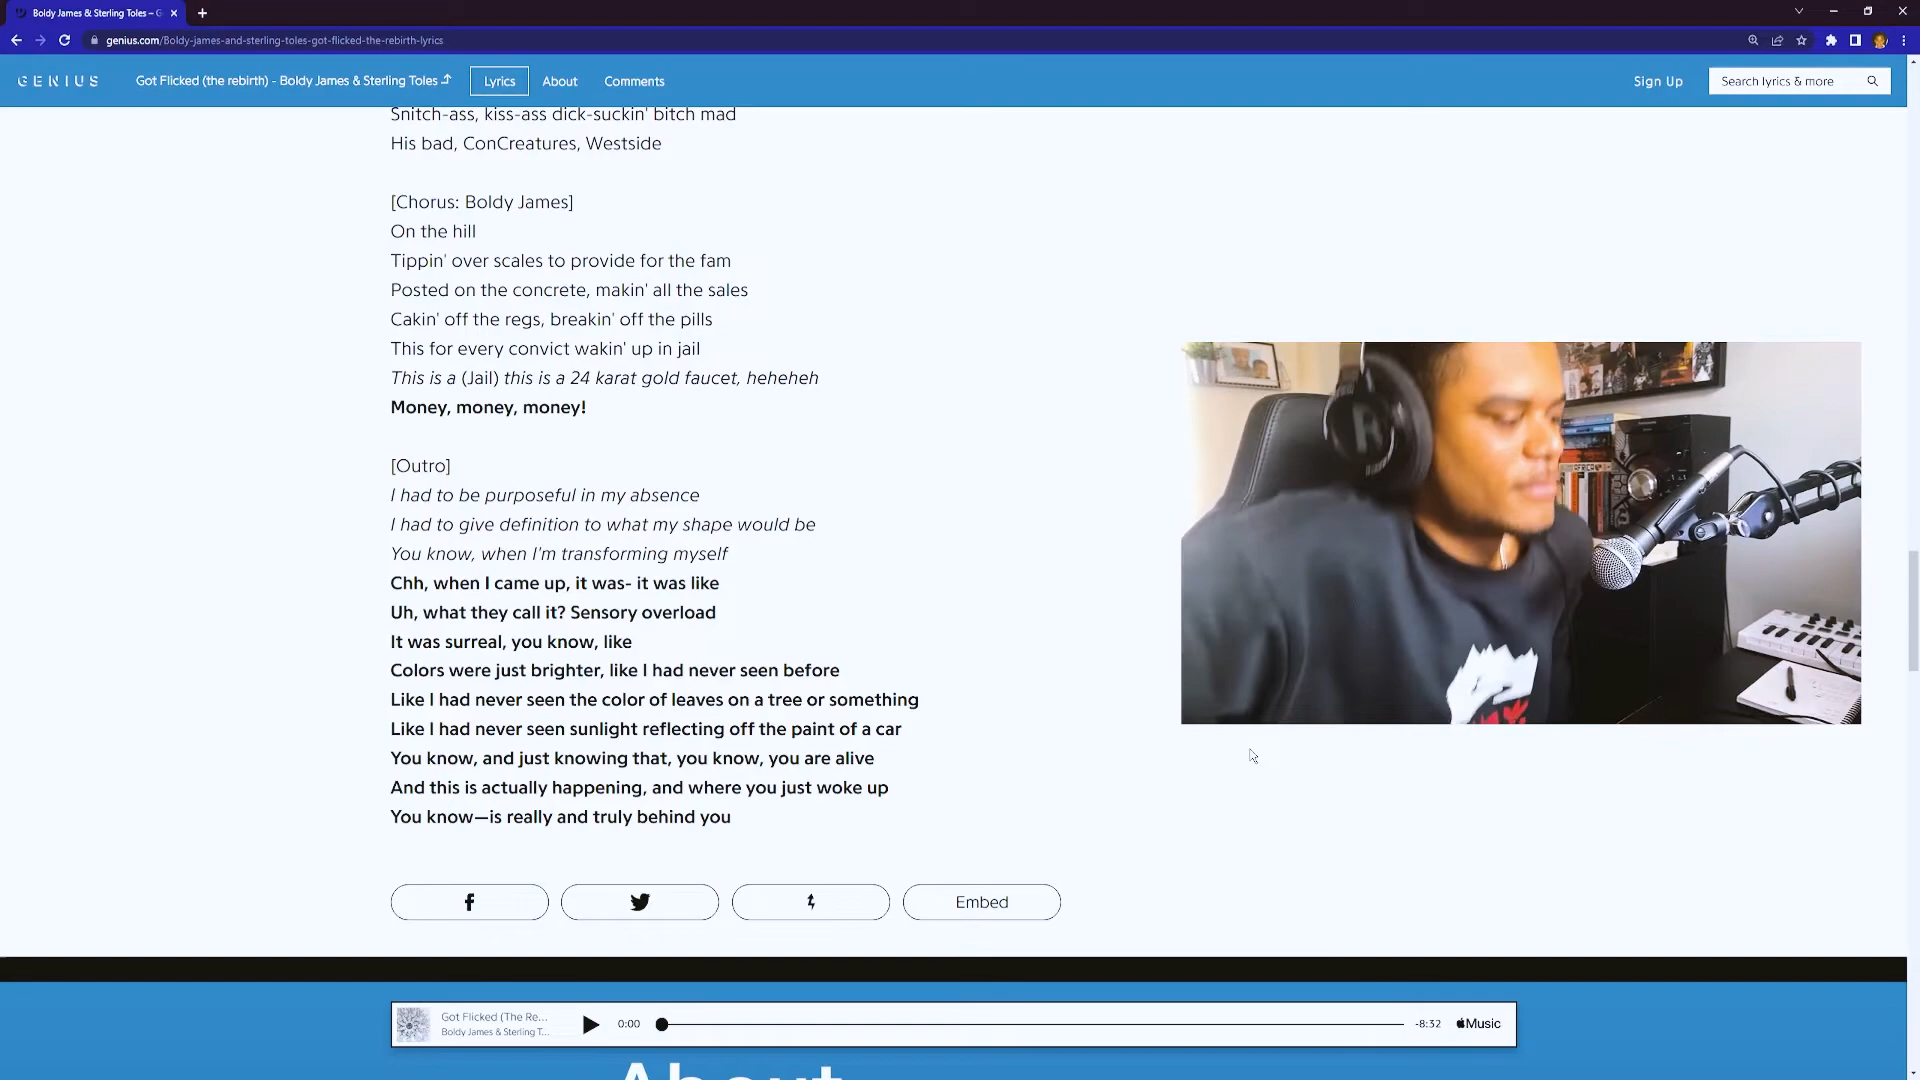 Boldy James & Sterling Toles – G
genius.com/Boldy-james-and-sterling-toles-got-flicked-the-rebirth-lyrics
GENIUS
Got Flicked (the rebirth) - Boldy James & Sterling Toles
Lyrics
About
Comments
Sign Up
Search lyrics & more
Snitch-ass, kiss-ass dick-suckin' bitch mad
His bad, ConCreatures, Westside
[Chorus: Boldy James]
On the hill
Tippin' over scales to provide for the fam
Posted on the concrete, makin' all the sales
Cakin' off the regs, breakin' off the pills
This for every convict wakin' up in jail
This is a (Jail) this is a 24 karat gold faucet, heheheh
Money, money, money!
[Outro]
I had to be purposeful in my absence
I had to give definition to what my shape would be
You know, when I'm transforming myself
Chh, when I came up, it was- it was like
Uh, what they call it? Sensory overload
It was surreal, you know, like
Colors were just brighter, like I had never seen before
Like I had never seen the color of leaves on a tree or something
Like I had never seen sunlight reflecting off the paint of a car
You know, and just knowing that, you know, you are alive
And this is actually happening, and where you just woke up
You know—is really and truly behind you
AFRICA
Embed
Got Flicked (The Re...
Boldy James & Sterling T...
0:00
-8:32
Music
About